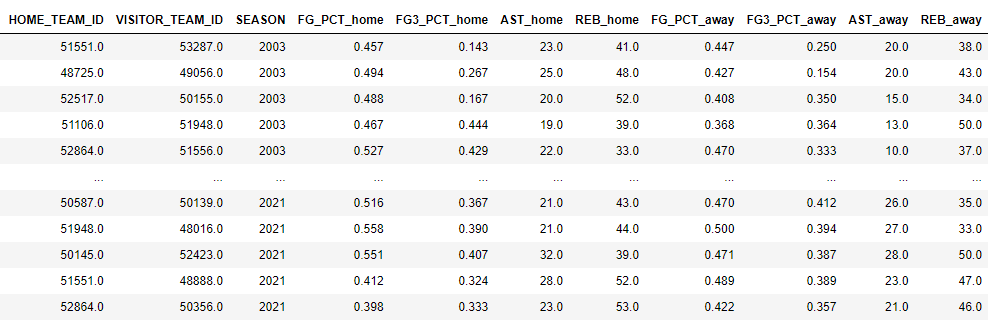 HOME_TEAM_ID VISITOR_TEAM_ID SEASON FG_PCT_home FG3_PCT_home AST_home REB_home FG_PCT_away FG3_PCT_away AST_away REB_away
51551.0 53287.0 2003 0.457 0.143 23.0 41.0 0.447 0.250 20.0 38.0
48725.0 49056.0 2003 0.494 0.267 25.0 48.0 0.427 0.154 20.0 43.0
52517.0 50155.0 2003 0.488 0.167 20.0 52.0 0.408 0.350 15.0 34.0
51106.0 51948.0 2003 0.467 0.444 19.0 39.0 0.368 0.364 13.0 50.0
52864.0 51556.0 2003 0.527 0.429 22.0 33.0 0.470 0.333 10.0 37.0
... ... ... ... ... ... ... ... ... ... ...
50587.0 50139.0 2021 0.516 0.367 21.0 43.0 0.470 0.412 26.0 35.0
51948.0 48016.0 2021 0.558 0.390 21.0 44.0 0.500 0.394 27.0 33.0
50145.0 52423.0 2021 0.551 0.407 32.0 39.0 0.471 0.387 28.0 50.0
51551.0 48888.0 2021 0.412 0.324 28.0 52.0 0.489 0.389 23.0 47.0
52864.0 50356.0 2021 0.398 0.333 23.0 53.0 0.422 0.357 21.0 46.0